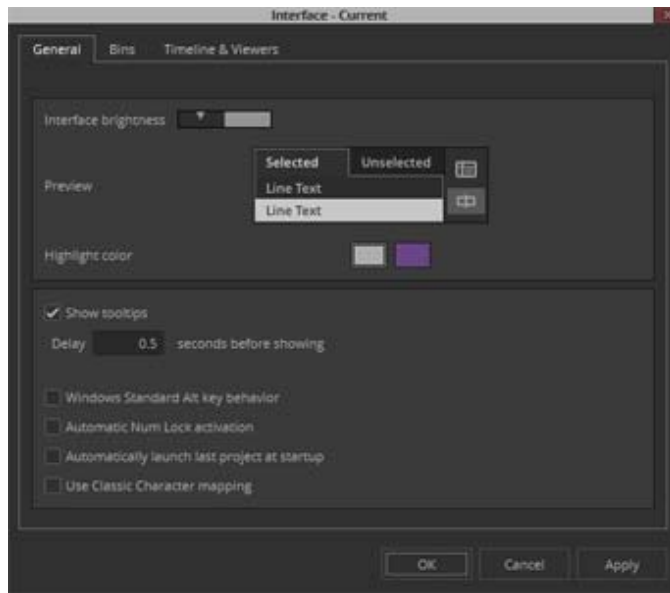 Interface - Current
General Bins Timeline & Viewers
Interface brightness
Selected Unselected
Preview
Line Text
Line Text
Highlight color
Show tooltips
Delay 0.5 seconds before showing
Windows Standard Alt key behavior
Automatic Num Lock activation
Automatically launch last project at startup
Use Classic Character mapping
OK Cancel Apply